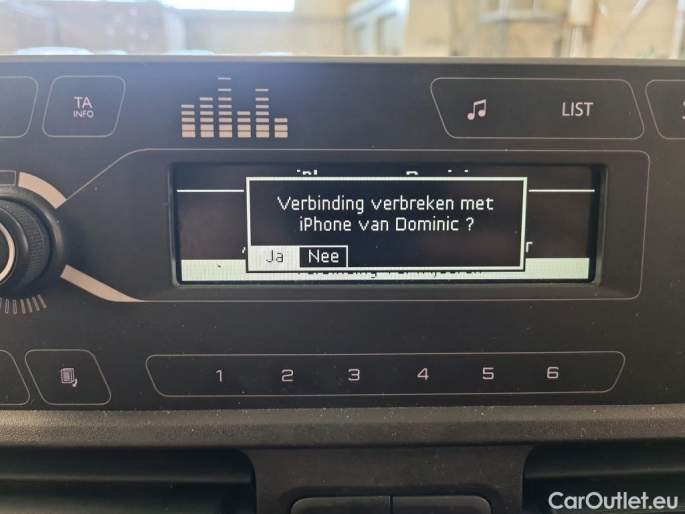 TA
INFO
LIST
Verbinding verbreken met
iPhone van Dominic ?
Ja Nee
1 2 3 4 5 6
CarOutlet.eu